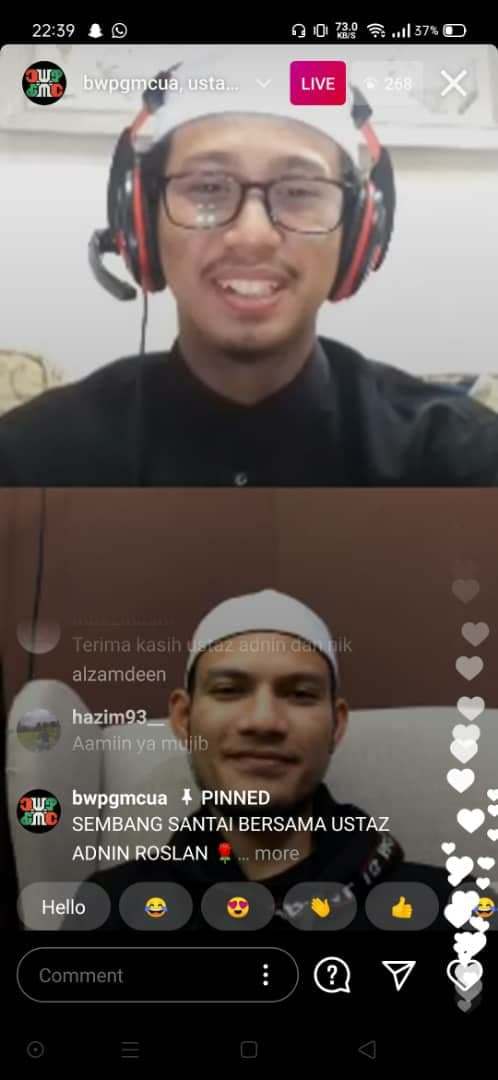 22:39
73.0
KB/S
37%
bwpgmcua, usta...
LIVE
268
Terima kasih ustaz adnin dan nik
alzamdeen
hazim93__
Aamiin ya mujib
bwpgmcua PINNED
SEMBANG SANTAI BERSAMA USTAZ
ADNIN ROSLAN 🌹... more
Hello 😂 😍 👋 👍 😂
Comment